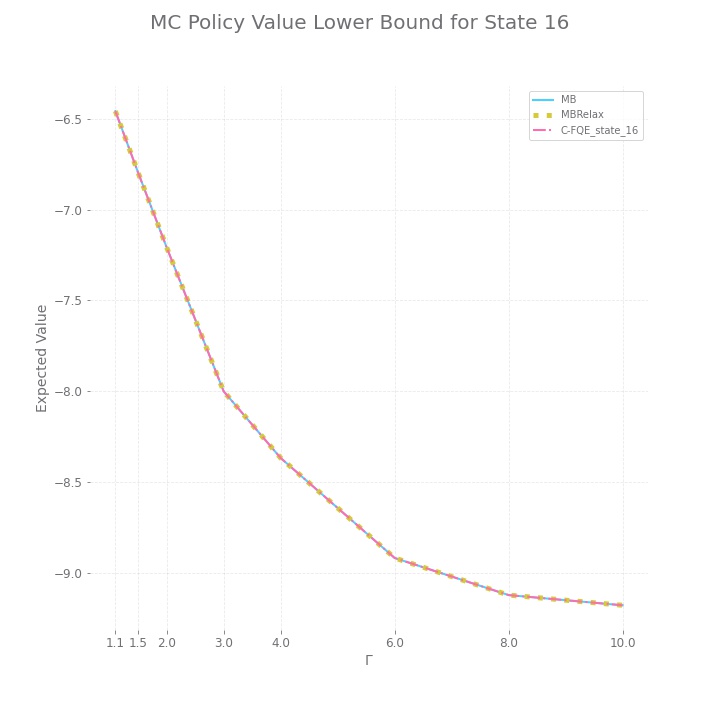 MC Policy Value Lower Bound for State 16
MB
MBRelax
C-FQE_state_16
Expected Value
−6.5
−7.0
−7.5
−8.0
−8.5
−9.0
1.1 1.5 2.0 3.0 4.0 6.0 8.0 10.0
Γ